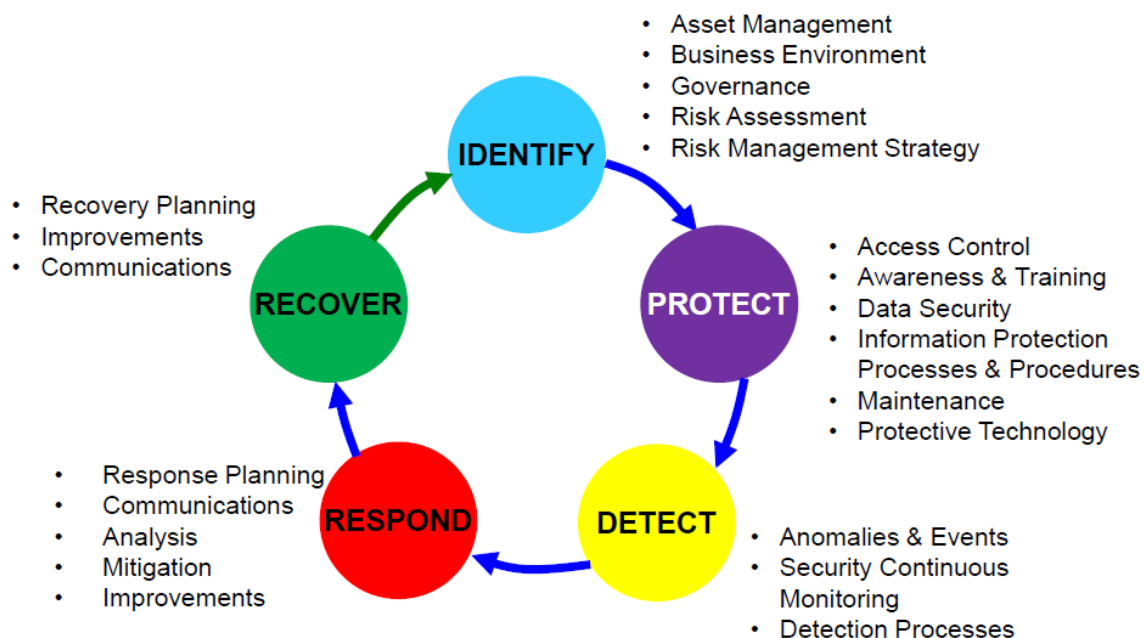 • Asset Management
• Business Environment
• Governance
• Risk Assessment
• Risk Management Strategy
IDENTIFY
• Recovery Planning
• Improvements
• Communications
RECOVER
PROTECT
• Access Control
• Awareness & Training
• Data Security
• Information Protection
Processes & Procedures
• Maintenance
• Protective Technology
• Response Planning
• Communications
• Analysis
• Mitigation
• Improvements
RESPOND
DETECT
• Anomalies & Events
• Security Continuous
Monitoring
• Detection Processes